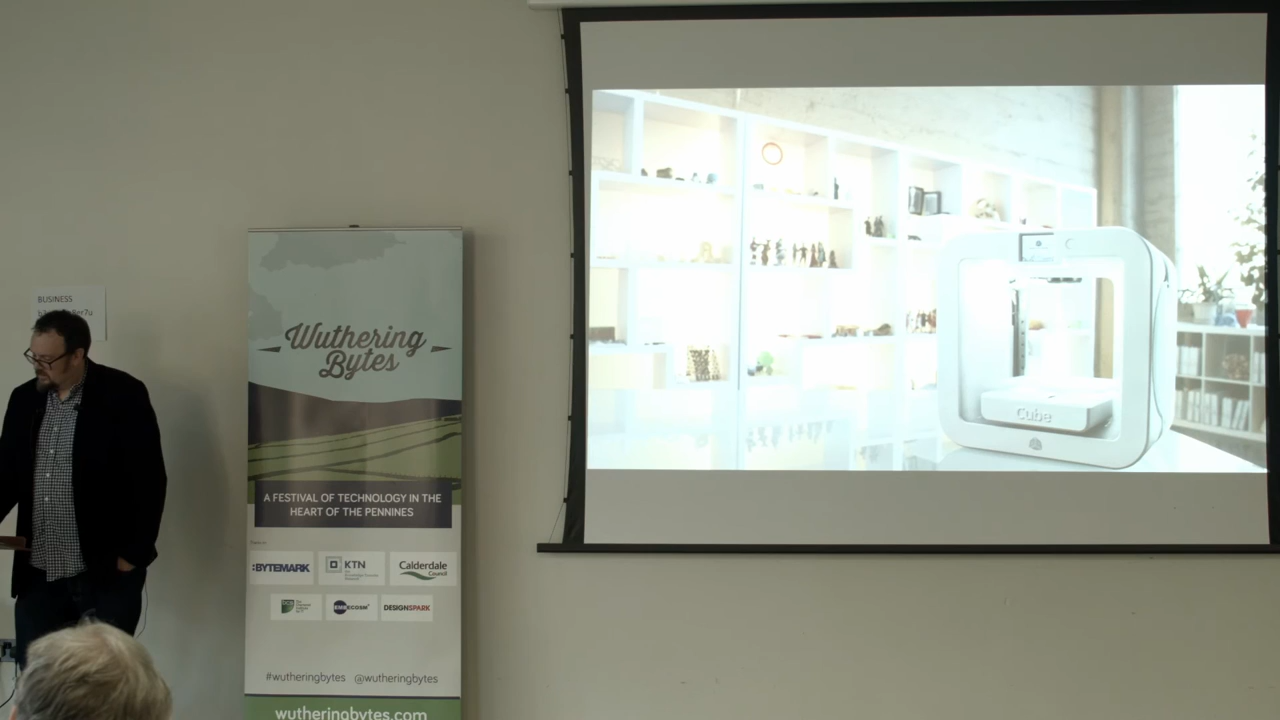 BUSINESS
Wuthering
Bytes
A FESTIVAL OF TECHNOLOGY IN THE
HEART OF THE PENNINES
:BYTEMARK
KTN
Calderdale
Council
EMBECOSM
DESIGNSPARK
#wutheringbytes @wutheringbytes
wutheringbytes.com
Cube